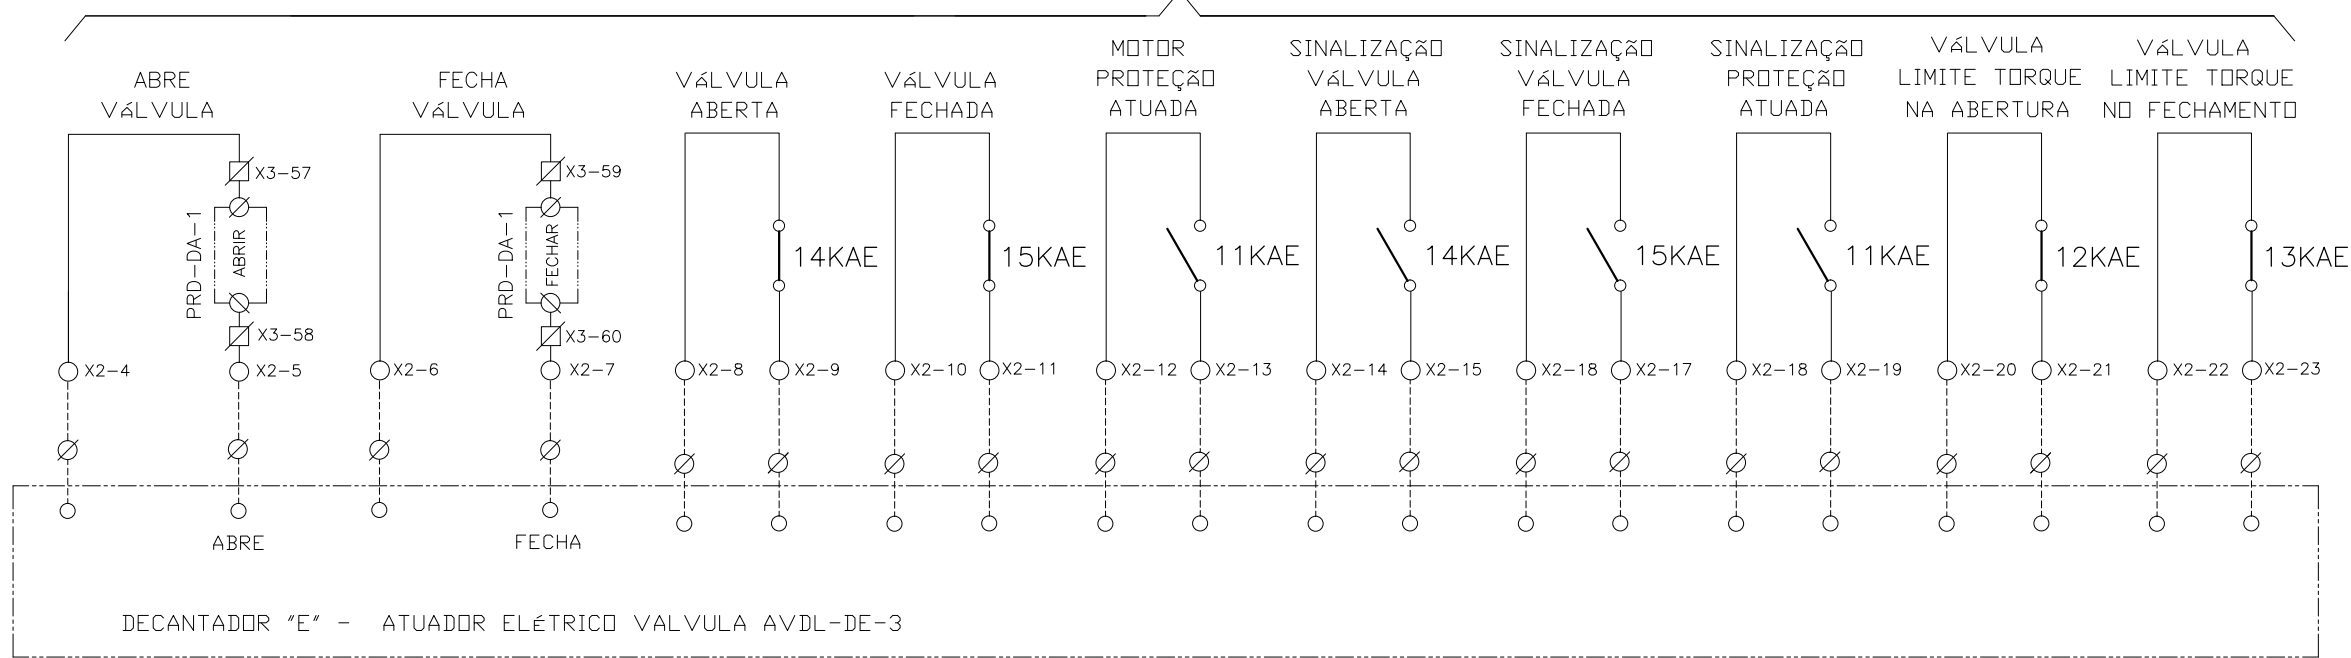 ABRE
VáLVULA
FECHA
VáLVULA
VáLVULA
ABERTA
VáLVULA
FECHADA
MOTOR
PROTEÇãO
ATUADA
SINALIZAÇãO
VáLVULA
ABERTA
SINALIZAÇãO
VáLVULA
FECHADA
SINALIZAÇãO
PROTEÇãO
ATUADA
VáLVULA
LIMITE TORQUE
NA ABERTURA
VáLVULA
LIMITE TORQUE
NO FECHAMENTO
X3-57
PRD-DA-1
ABRIR
X3-58
X3-59
PRD-DA-1
FECHAR
X3-60
14KAE
15KAE
11KAE
14KAE
15KAE
11KAE
12KAE
13KAE
X2-4
X2-5
X2-6
X2-7
X2-8
X2-9
X2-10
X2-11
X2-12
X2-13
X2-14
X2-15
X2-18
X2-17
X2-18
X2-19
X2-20
X2-21
X2-22
X2-23
ABRE
FECHA
DECANTADOR "E" - ATUADOR ELéTRICO VALVULA AVDL-DE-3